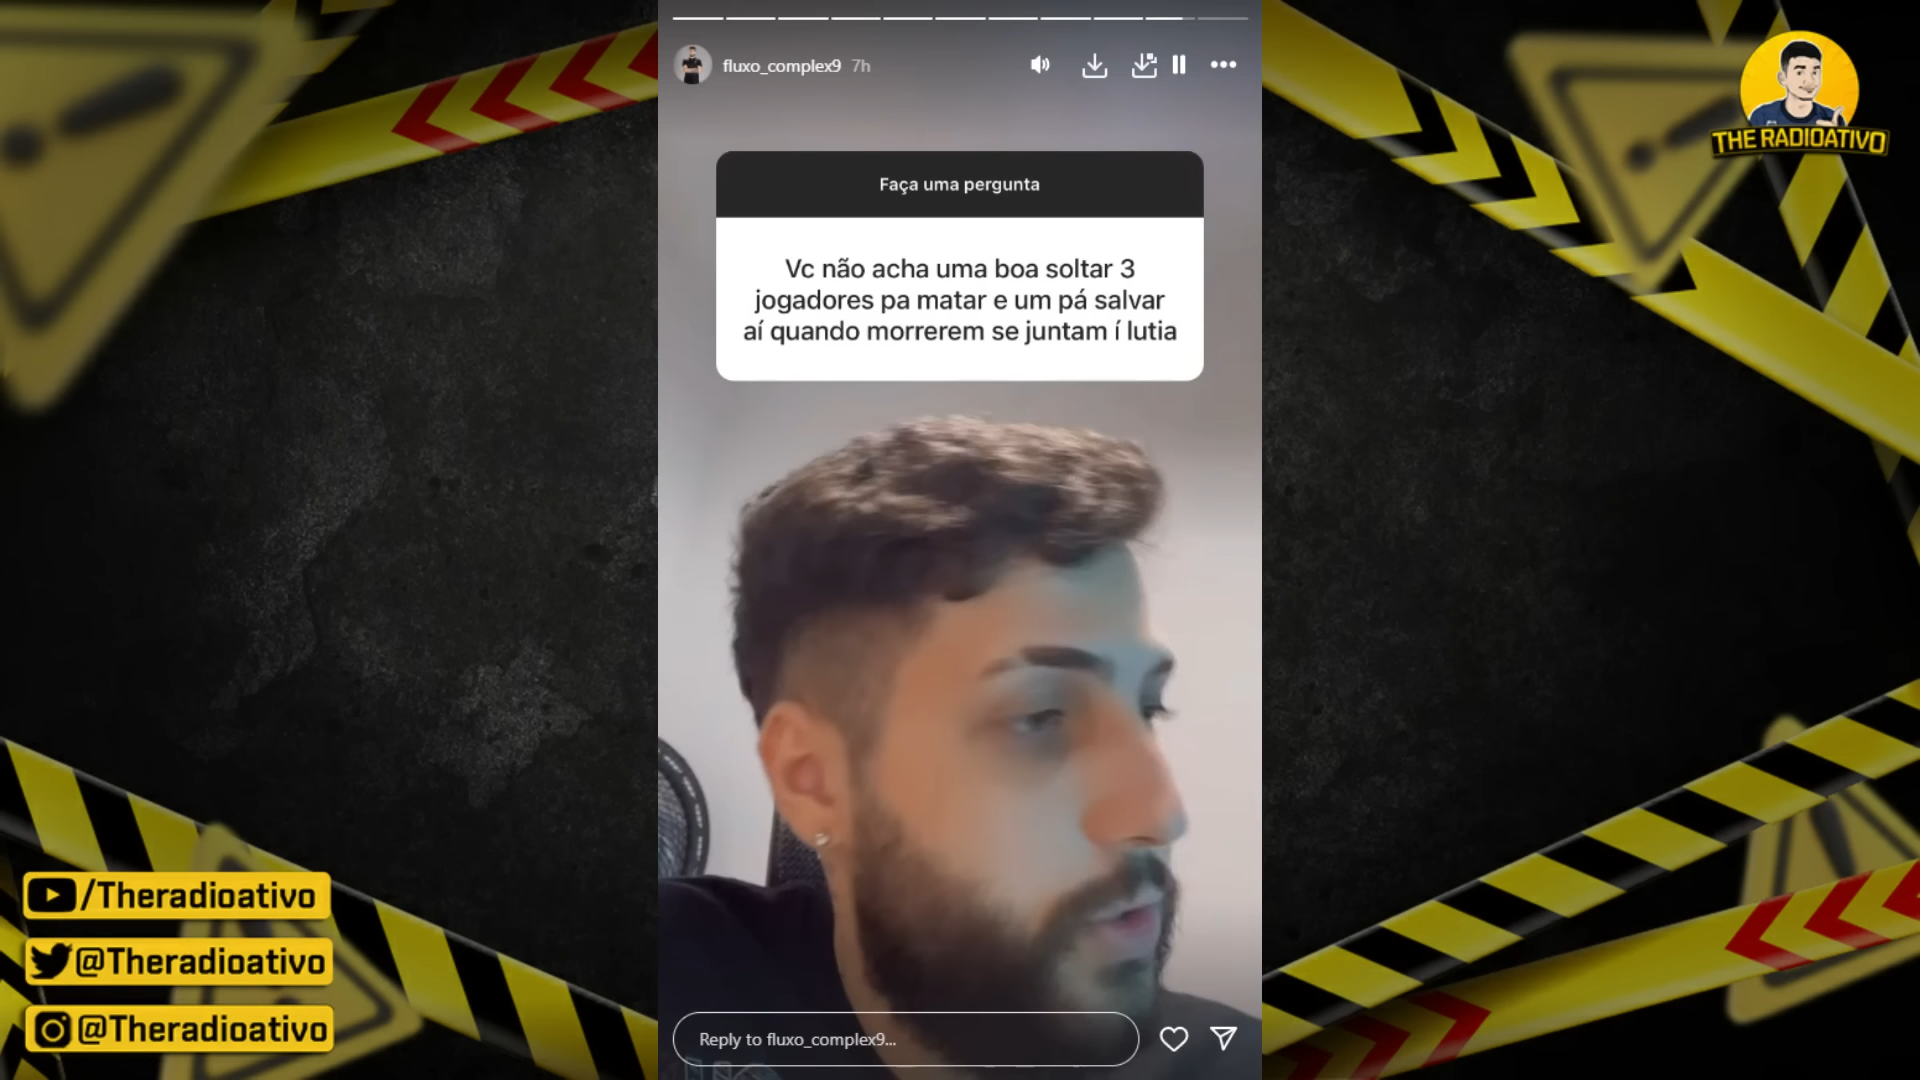 fluxo_complex9 7h
Faça uma pergunta
Vc não acha uma boa soltar 3
jogadores pa matar e um pá salvar
aí quando morrerem se juntam í lutia
THE RADIOATIVO
/Theradioativo
@Theradioativo
@Theradioativo
Reply to fluxo_complex9...